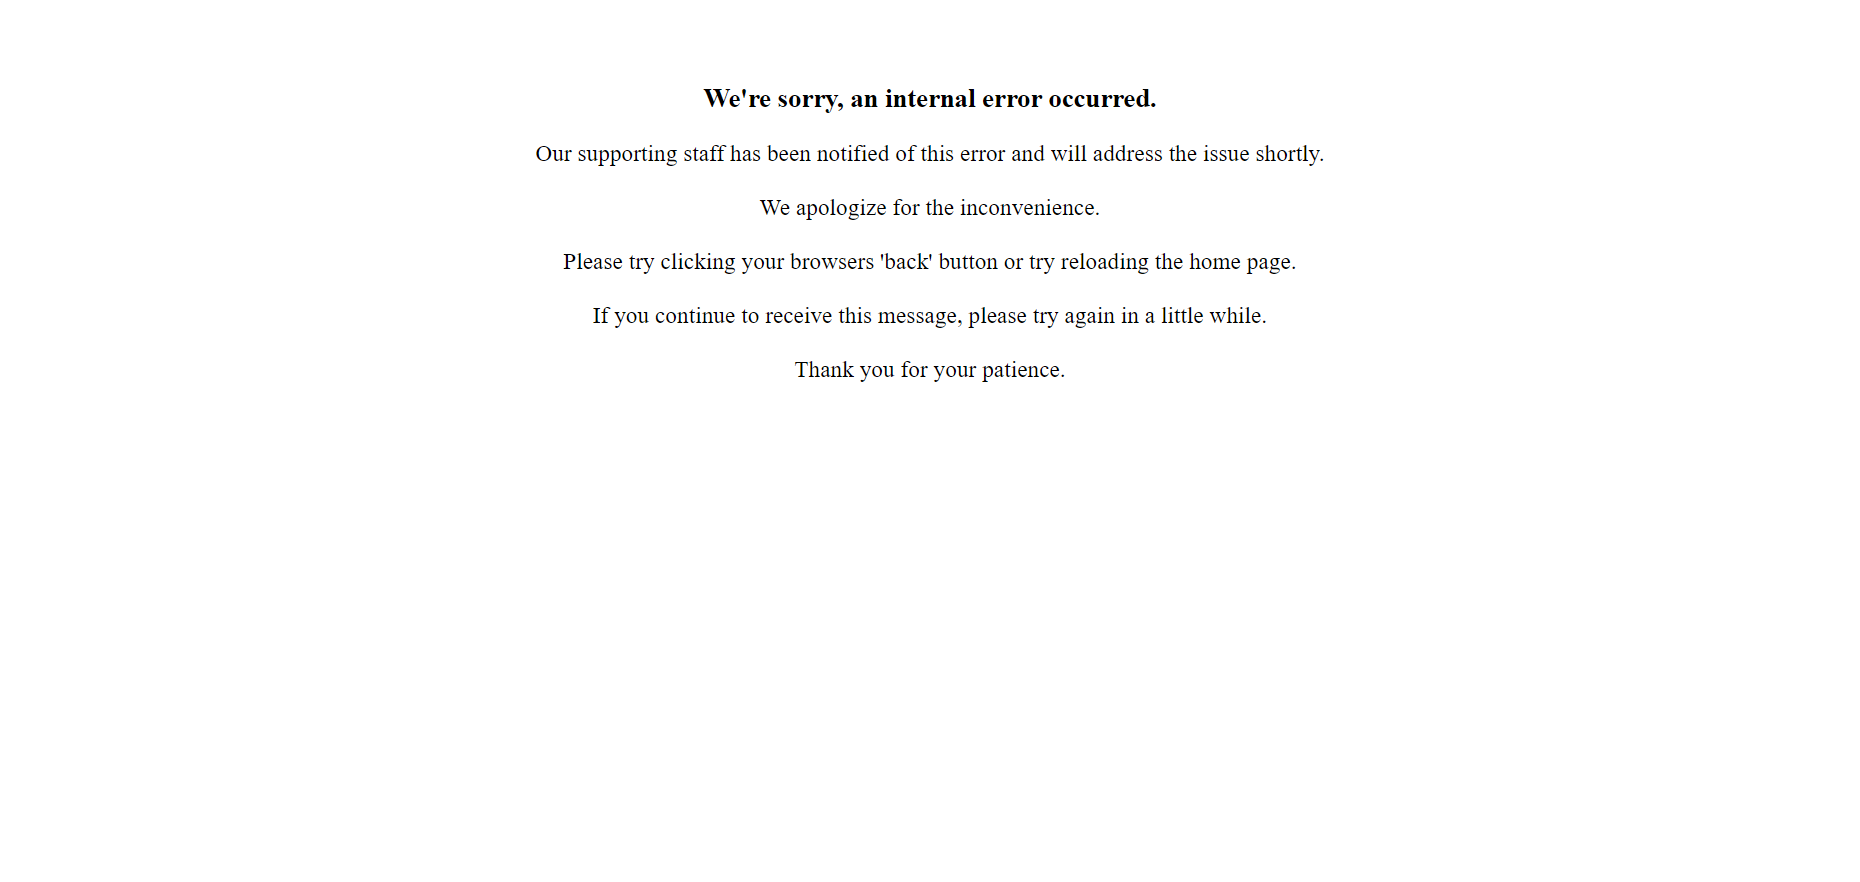 We're sorry, an internal error occurred.
Our supporting staff has been notified of this error and will address the issue shortly.
We apologize for the inconvenience.
Please try clicking your browsers 'back' button or try reloading the home page.
If you continue to receive this message, please try again in a little while.
Thank you for your patience.